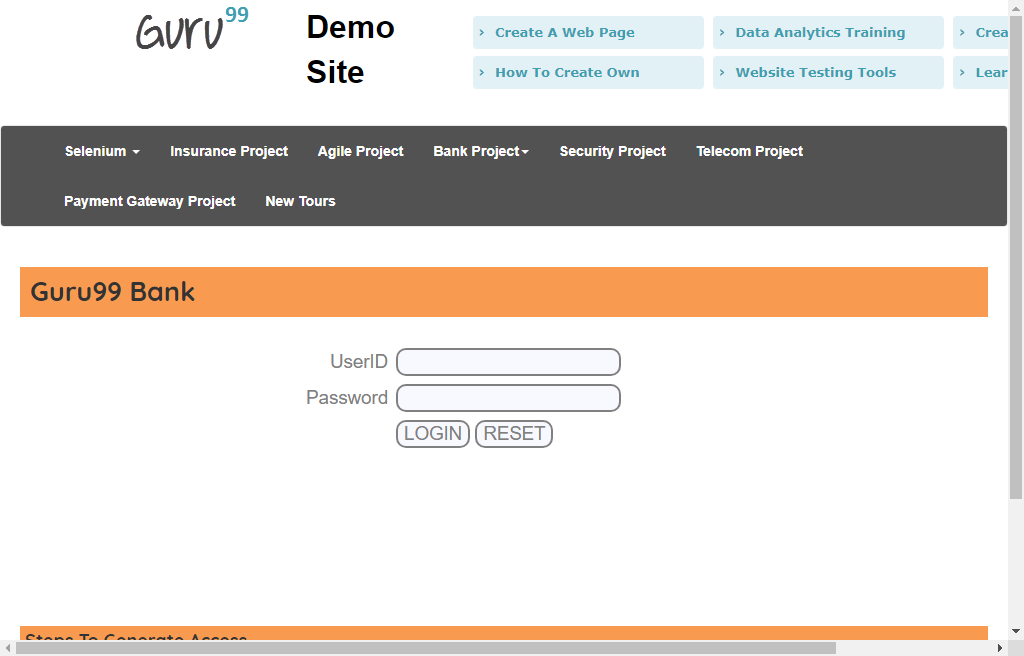 Guru99
Demo
Site
› Create A Web Page
› Data Analytics Training
› Crea
› How To Create Own
› Website Testing Tools
› Lear
Selenium
Insurance Project
Agile Project
Bank Project
Security Project
Telecom Project
Payment Gateway Project
New Tours
Guru99 Bank
UserID
Password
LOGIN RESET
Steps To Generate Access